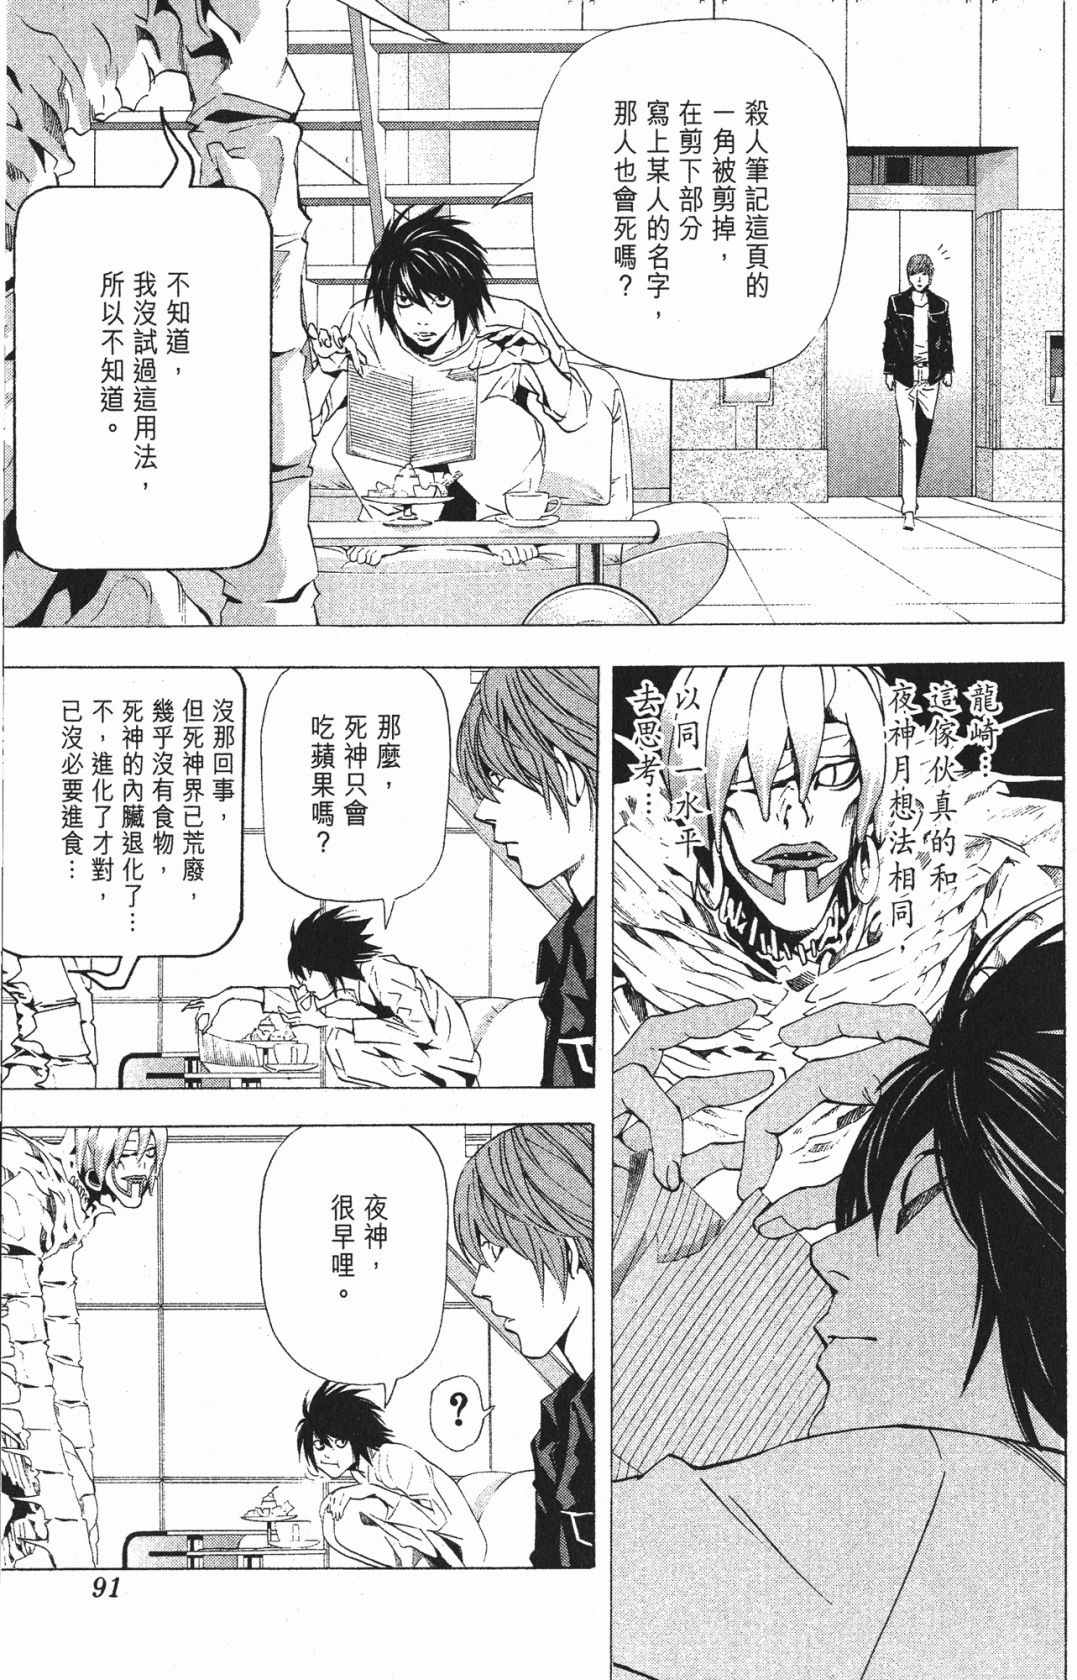 殺人筆記這頁的
一角被剪掉，
在剪下部分
寫上某人的名字，
那人也會死嗎？
不知道，
我沒試過這用法，
所以不知道。
龍崎…
這傢伙真的和
夜神月想法相同，
以同一水平
去思考…
那麼，
死神只會
吃蘋果嗎？
沒那回事，
但死神界已荒廢，
幾乎沒有食物，
死神的內臟退化了…
不，進化了才對，
已沒必要進食…
夜神，
很早哩。
？
91